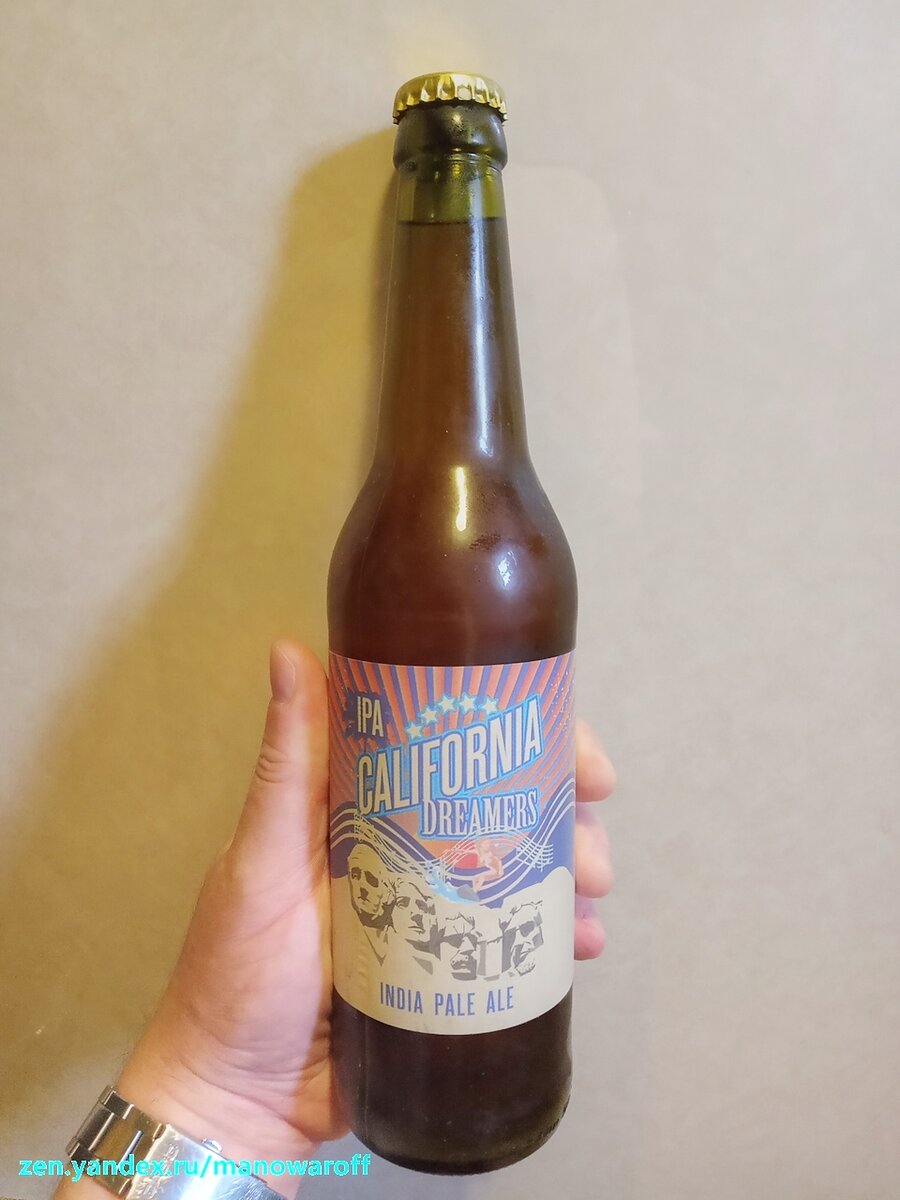 IPA
CALIFORNIA
DREAMERS
INDIA PALE ALE
zen.yandex.ru/manowaroff